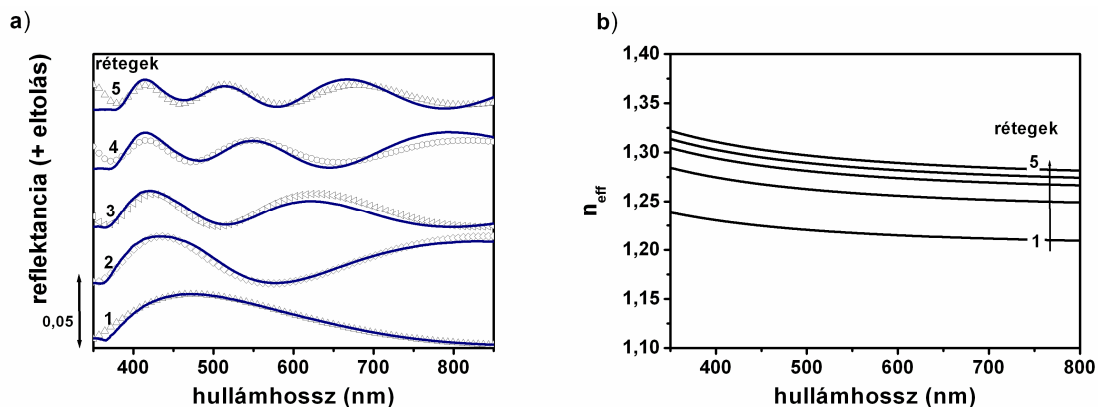 a)
reflektancia (+ eltolás)
rétegek
5
4
3
2
1
0,05
400 500 600 700 800
hullámhossz (nm)
b)
n_eff
1,40
1,35
1,30
1,25
1,20
1,15
1,10
rétegek
5
1
400 500 600 700 800
hullámhossz (nm)